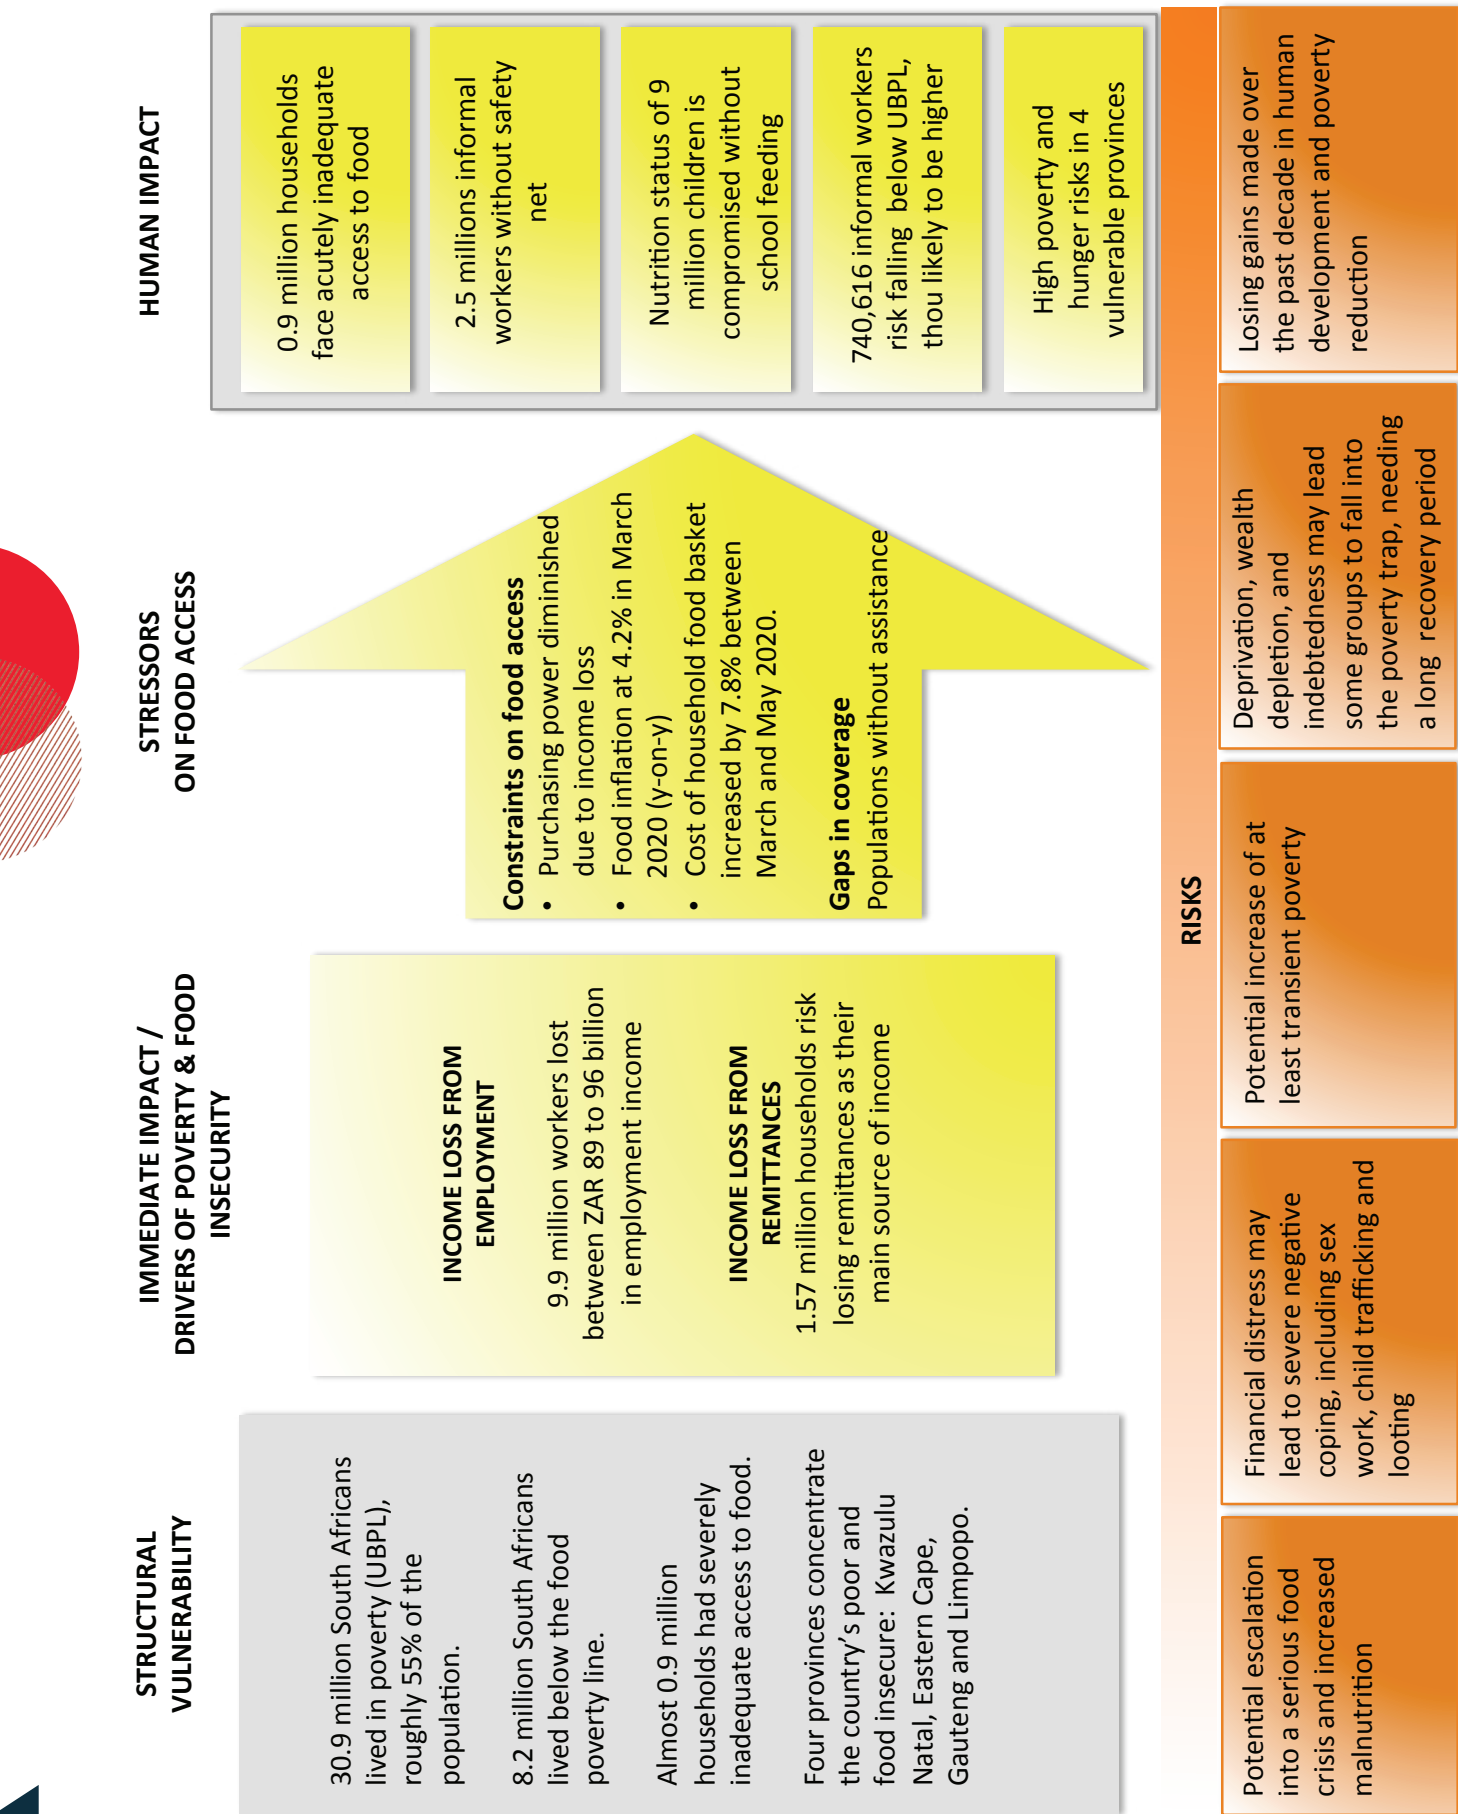 STRUCTURAL
VULNERABILITY
30.9 million South Africans
lived in poverty (UBPL),
roughly 55% of the
population.
8.2 million South Africans
lived below the food
poverty line.
Almost 0.9 million
households had severely
inadequate access to food.
Four provinces concentrate
the country’s poor and
food insecure: Kwazulu
Natal, Eastern Cape,
Gauteng and Limpopo.
IMMEDIATE IMPACT /
DRIVERS OF POVERTY & FOOD
INSECURITY
INCOME LOSS FROM
EMPLOYMENT
9.9 million workers lost
between ZAR 89 to 96 billion
in employment income
INCOME LOSS FROM
REMITTANCES
1.57 million households risk
losing remittances as their
main source of income
STRESSORS
ON FOOD ACCESS
Constraints on food access
• Purchasing power diminished
due to income loss
• Food inflation at 4.2% in March
2020 (y-on-y)
• Cost of household food basket
increased by 7.8% between
March and May 2020.
Gaps in coverage
Populations without assistance
HUMAN IMPACT
0.9 million households
face acutely inadequate
access to food
2.5 millions informal
workers without safety
net
Nutrition status of 9
million children is
compromised without
school feeding
740,616 informal workers
risk falling below UBPL,
thou likely to be higher
High poverty and
hunger risks in 4
vulnerable provinces
RISKS
Potential escalation
into a serious food
crisis and increased
malnutrition
Financial distress may
lead to severe negative
coping, including sex
work, child trafficking and
looting
Potential increase of at
least transient poverty
Deprivation, wealth
depletion, and
indebtedness may lead
some groups to fall into
the poverty trap, needing
a long recovery period
Losing gains made over
the past decade in human
development and poverty
reduction